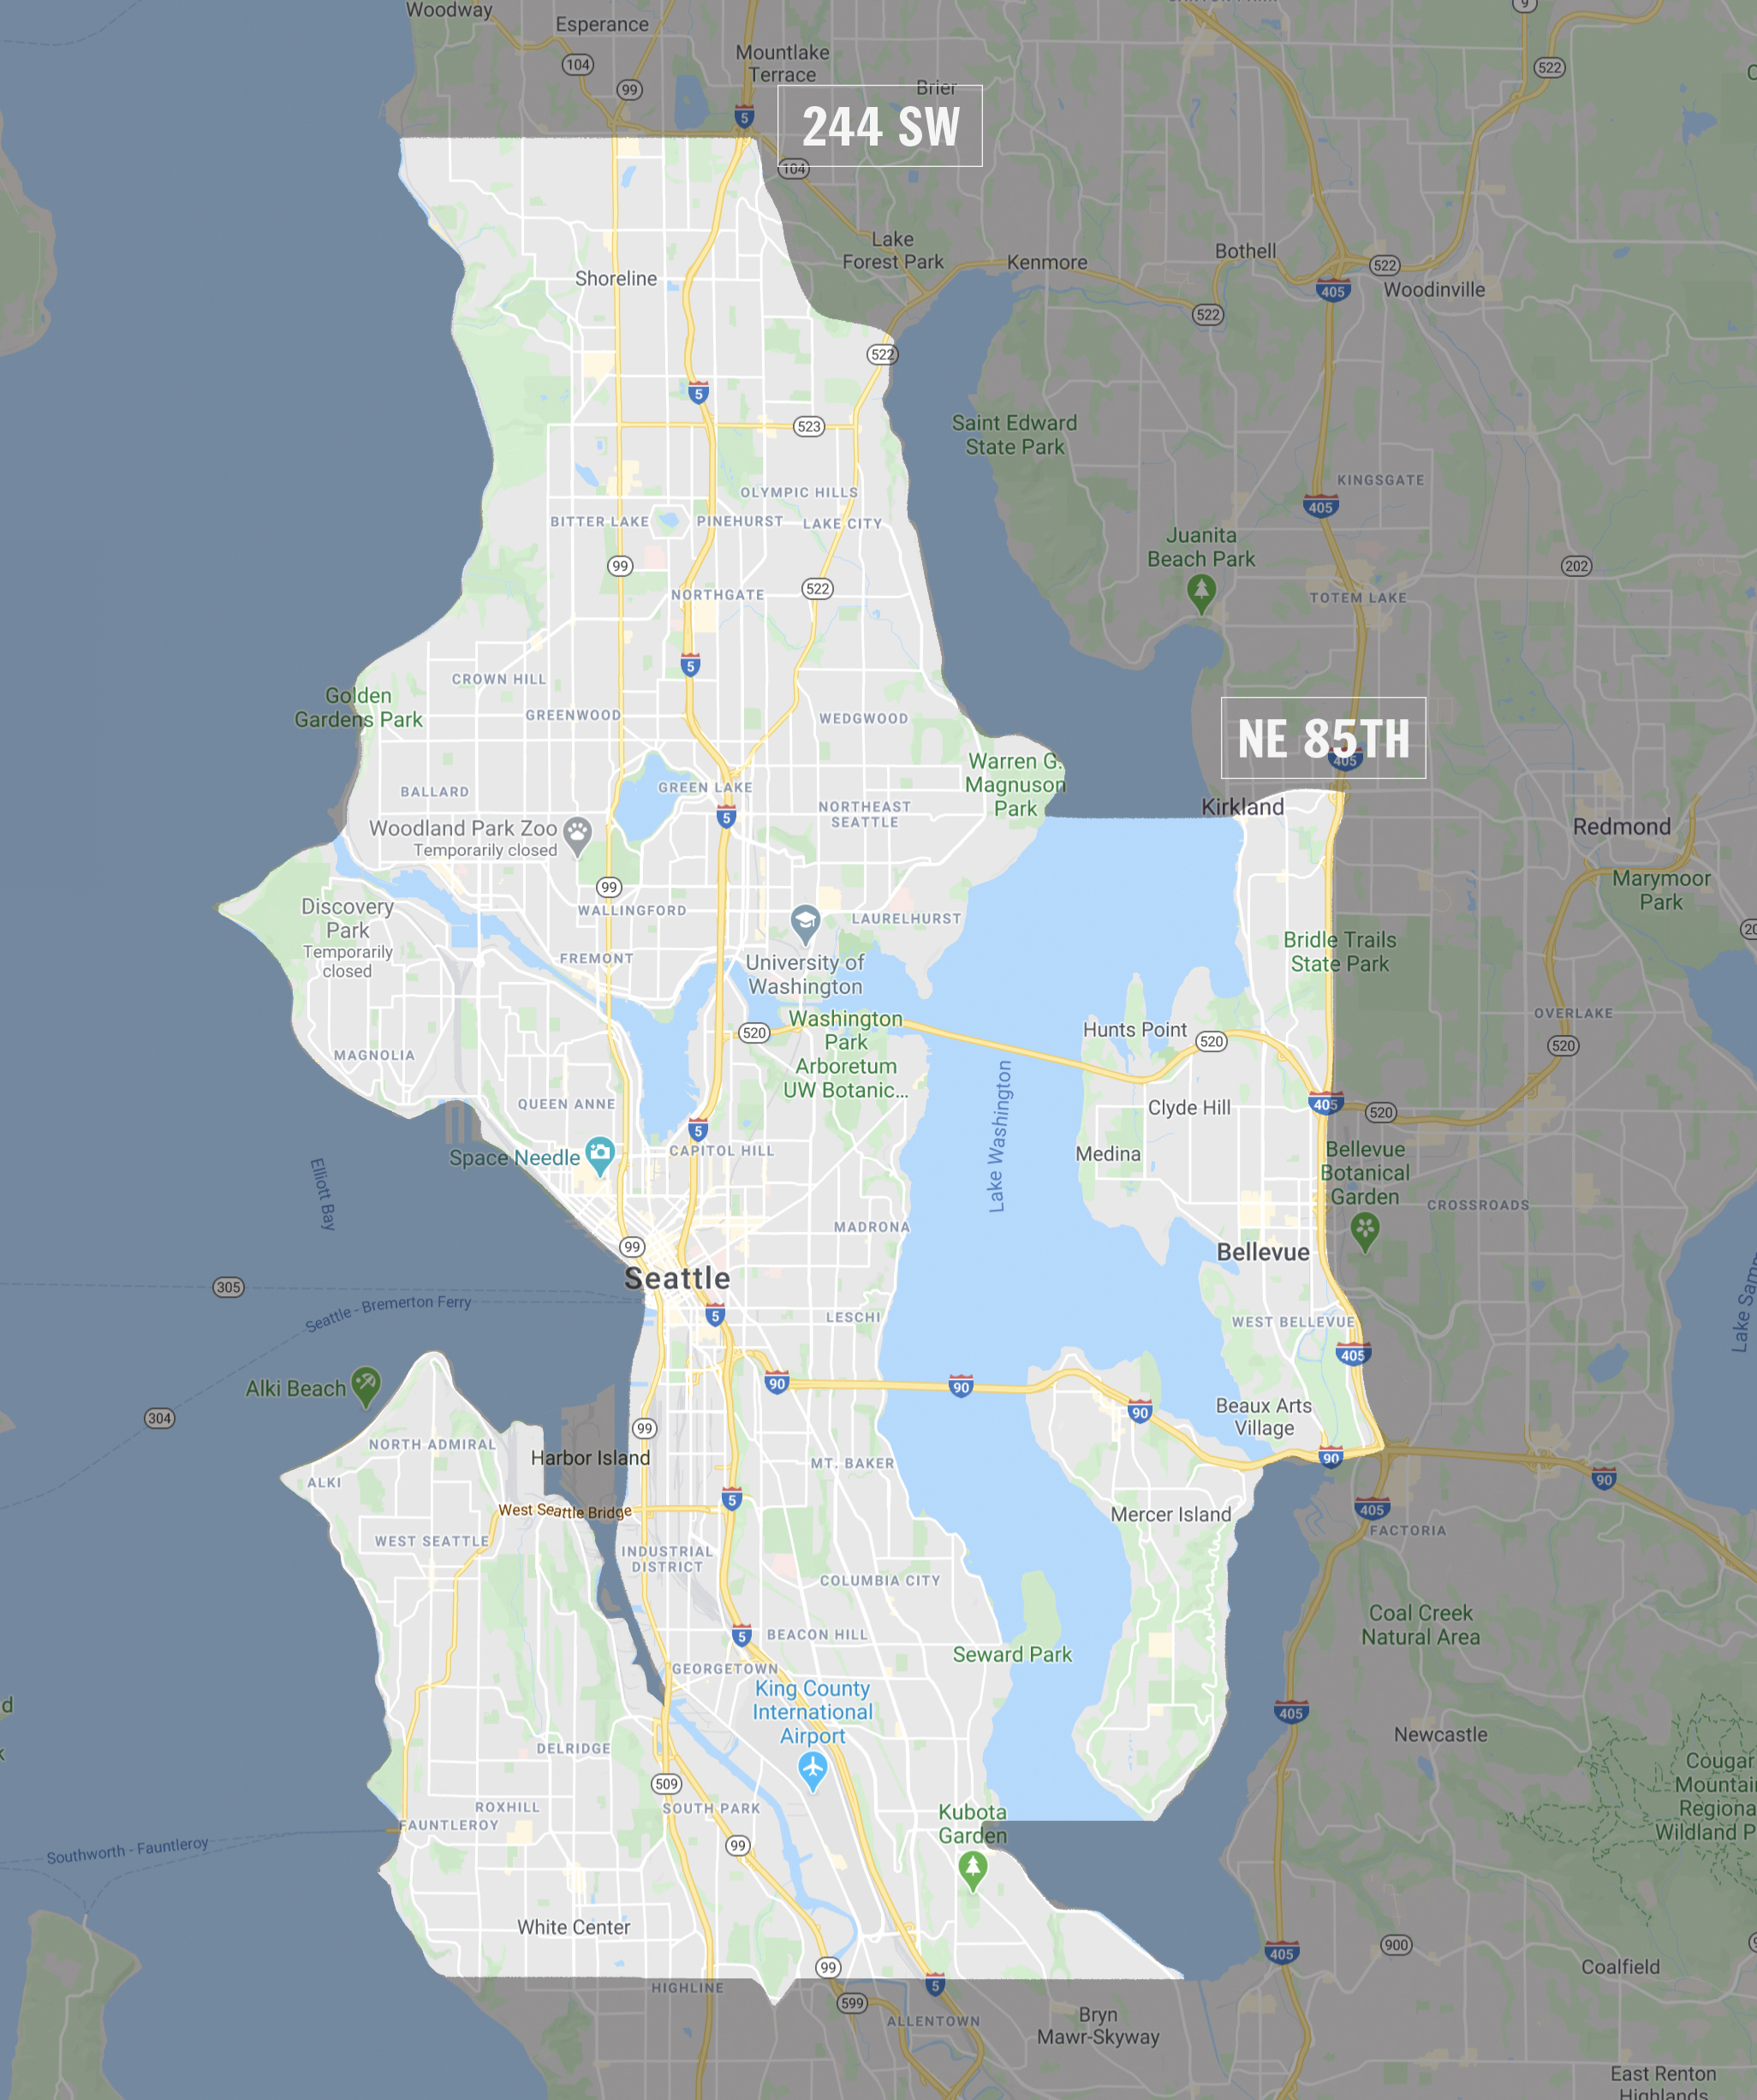 Woodway
Esperance
9
104
Mountlake
Terrace
522
99
Brier
5
244 SW
104
Lake
Forest Park
Kenmore
Bothell
522
Shoreline
405
Woodinville
522
522
5
523
Saint Edward
State Park
KINGSGATE
OLYMPIC HILLS
BITTER LAKE
PINEHURST
LAKE CITY
405
Juanita
Beach Park
99
202
522
NORTHGATE
TOTEM LAKE
5
CROWN HILL
Golden
Gardens Park
GREENWOOD
WEDGWOOD
NE 85TH
405
Warren G.
Magnuson
Park
BALLARD
GREEN LAKE
NORTHEAST
SEATTLE
Kirkland
5
Woodland Park Zoo
Temporarily closed
Redmond
99
Marymoor
Park
WALLINGFORD
LAURELHURST
Discovery
Park
Temporarily
closed
20
Bridle Trails
State Park
FREMONT
University of
Washington
Washington
Park
Arboretum
UW Botanic...
520
Hunts Point
520
OVERLAKE
520
MAGNOLIA
QUEEN ANNE
Clyde Hill
405
520
5
CAPITOL HILL
Space Needle
Medina
Bellevue
Botanical
Garden
Lake Washington
Elliott Bay
CROSSROADS
MADRONA
99
Bellevue
Seattle
305
Seattle - Bremerton Ferry
5
LESCHI
WEST BELLEVUE
Lake Samm
405
Alki Beach
90
90
90
Beaux Arts
Village
304
99
NORTH ADMIRAL
Harbor Island
MT. BAKER
90
90
ALKI
5
West Seattle Bridge
Mercer Island
405
FACTORIA
WEST SEATTLE
INDUSTRIAL
DISTRICT
COLUMBIA CITY
Coal Creek
Natural Area
5
BEACON HILL
Seward Park
GEORGETOWN
King County
International
Airport
d
405
Newcastle
k
DELRIDGE
Cougar
Mountai
Regiona
Wildland P
509
ROXHILL
SOUTH PARK
Kubota
Garden
FAUNTLEROY
Southworth - Fauntleroy
99
White Center
405
900
Coalfield
99
HIGHLINE
5
599
ALLENTOWN
Bryn
Mawr-Skyway
East Renton
Highlands